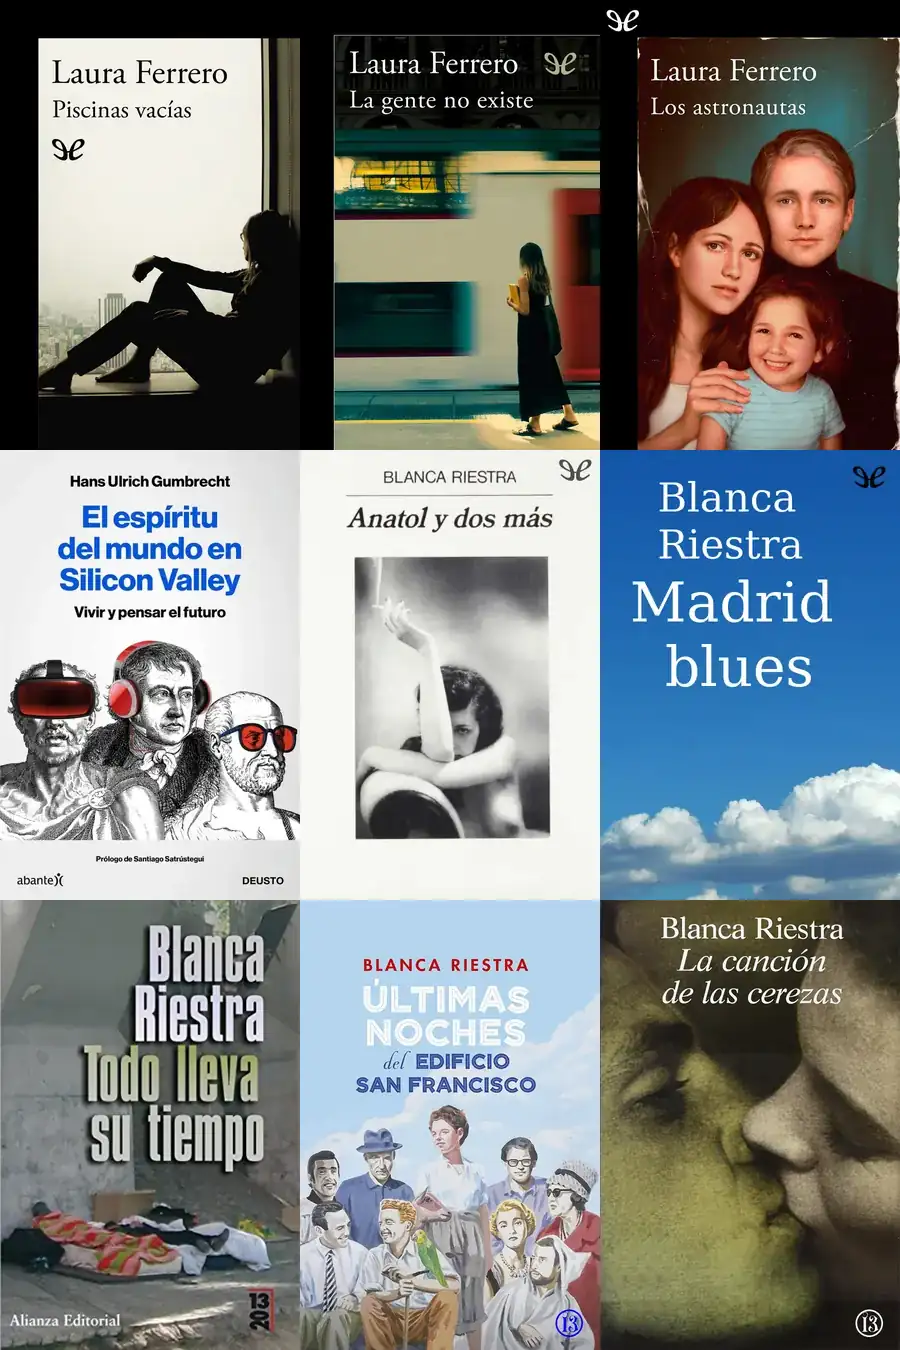 Laura Ferrero
Piscinas vacías
Laura Ferrero
La gente no existe
Laura Ferrero
Los astronautas
Hans Ulrich Gumbrecht
El espíritu
del mundo en
Silicon Valley
Vivir y pensar el futuro
Prólogo de Santiago Satrústegui
abante
DEUSTO
BLANCA RIESTRA
Anatol y dos más
Blanca
Riestra
Madrid
blues
Blanca
Riestra
Todo lleva
su tiempo
Alianza Editorial
13
20
BLANCA RIESTRA
ÚLTIMAS
NOCHES
del EDIFICIO
SAN FRANCISCO
13
Blanca Riestra
La canción
de las cerezas
13